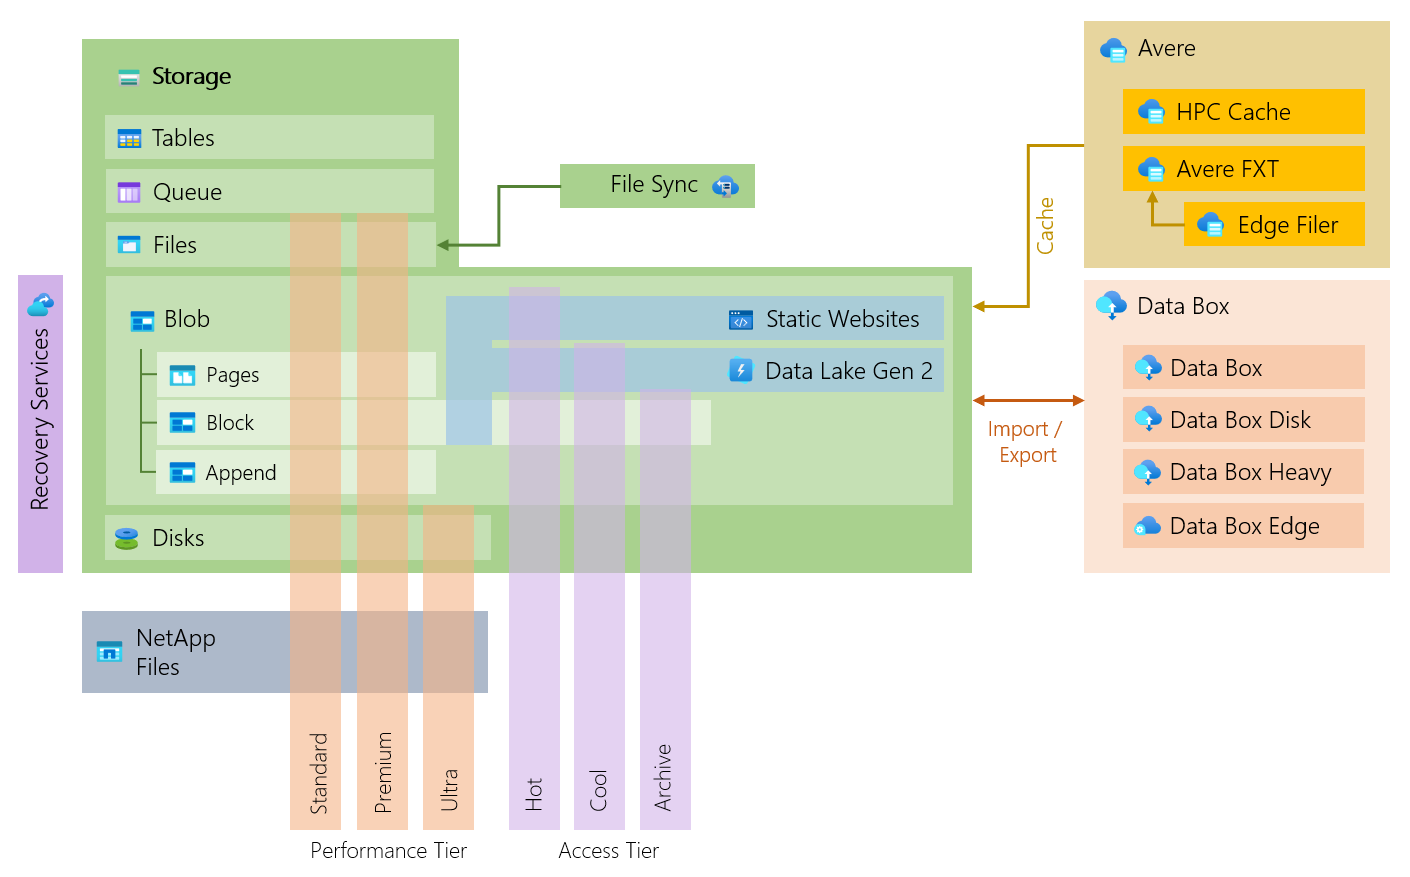 Storage
Tables
Queue
Files
File Sync
Recovery Services
Blob
Pages
Block
Append
Static Websites
Data Lake Gen 2
Disks
NetApp
Files
Standard
Premium
Ultra
Performance Tier
Hot
Cool
Archive
Access Tier
Cache
Import /
Export
Avere
HPC Cache
Avere FXT
Edge Filer
Data Box
Data Box
Data Box Disk
Data Box Heavy
Data Box Edge